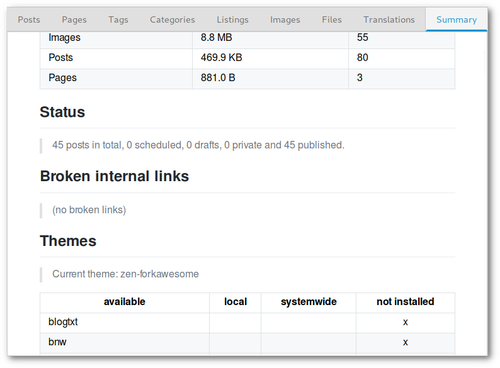 Posts Pages Tags Categories Listings Images Files Translations Summary
Images 8.8 MB 55
Posts 469.9 KB 80
Pages 881.0 B 3
Status
45 posts in total, 0 scheduled, 0 drafts, 0 private and 45 published.
Broken internal links
(no broken links)
Themes
Current theme: zen-forkawesome
available local systemwide not installed
blogtxt x
bnw x